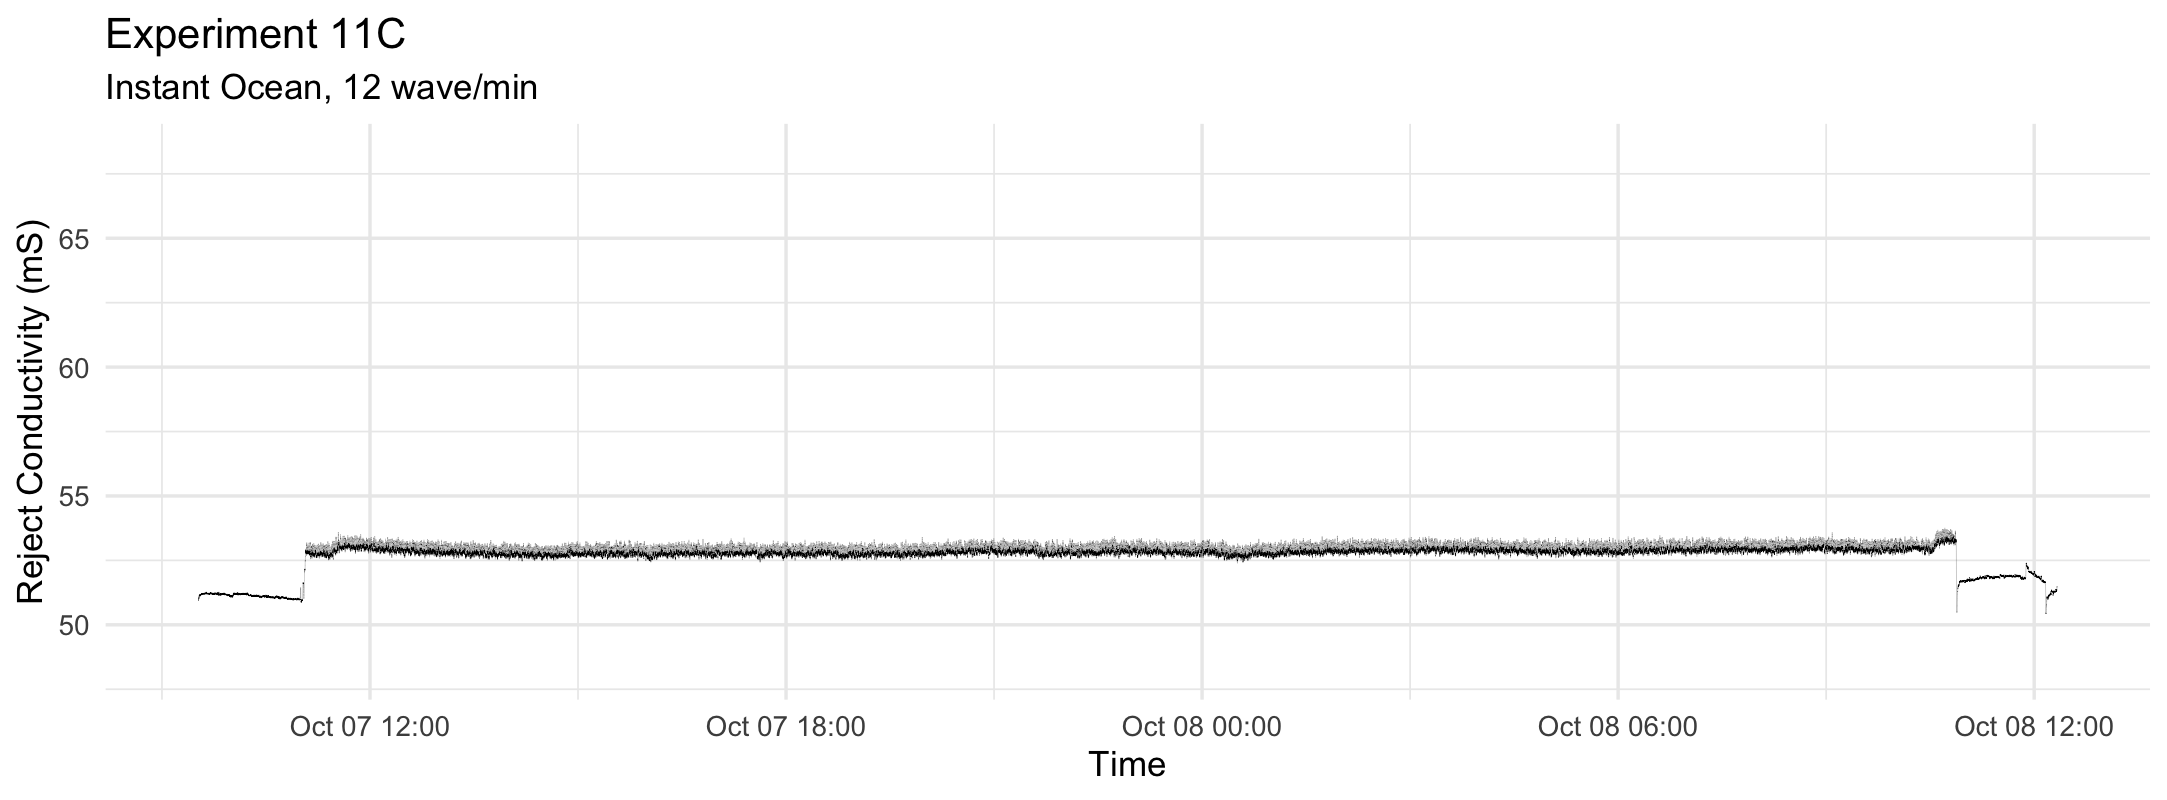 Experiment 11C
Instant Ocean, 12 wave/min
Reject Conductivity (mS)
65
60
55
50
Oct 07 12:00 Oct 07 18:00 Oct 08 00:00 Oct 08 06:00 Oct 08 12:00
Time